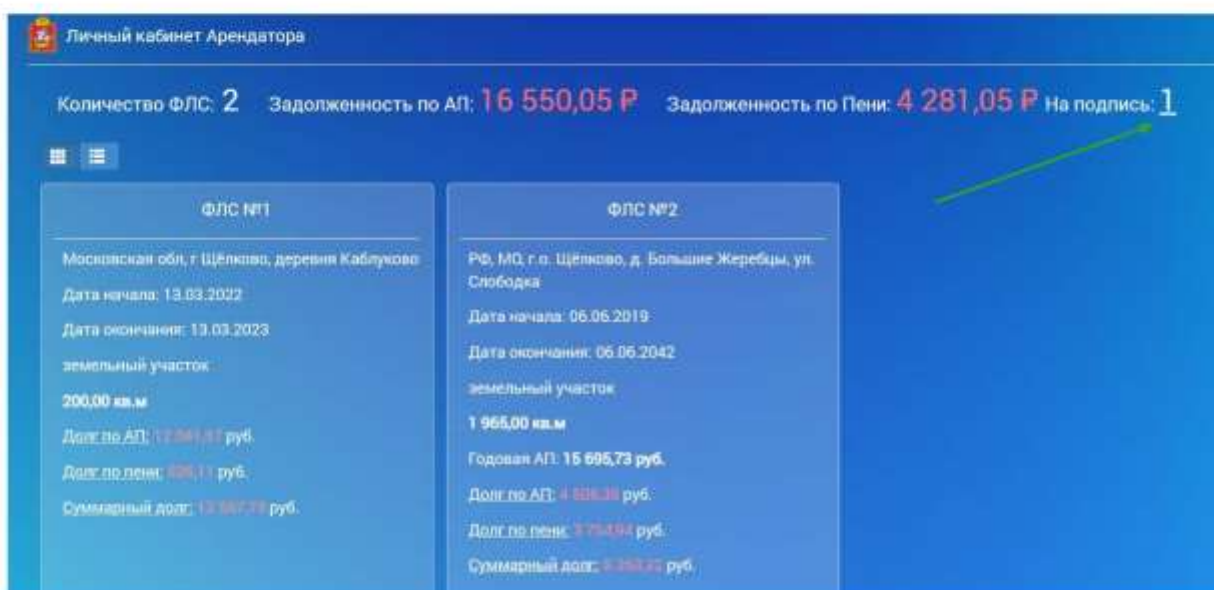 Личный кабинет Арендатора
Количество ФЛС: 2 Задолженность по АП: 16 550,05 ₽ Задолженность по Пени: 4 281,05 ₽ На подпись: 1
ФЛС №1
Московская обл, г Щёлково, деревня Каблуково
Дата начала: 13.03.2022
Дата окончания: 13.03.2023
земельный участок
200,00 кв.м
Долг по АП: руб.
Долг по пени: руб.
Суммарный долг: руб.
ФЛС №2
РФ, МО, г.о. Щёлково, д. Большие Жеребцы, ул.
Слободка
Дата начала: 06.06.2019
Дата окончания: 06.06.2042
земельный участок
1 965,00 кв.м
Годовая АП: 15 695,73 руб.
Долг по АП: руб.
Долг по пени: руб.
Суммарный долг: руб.